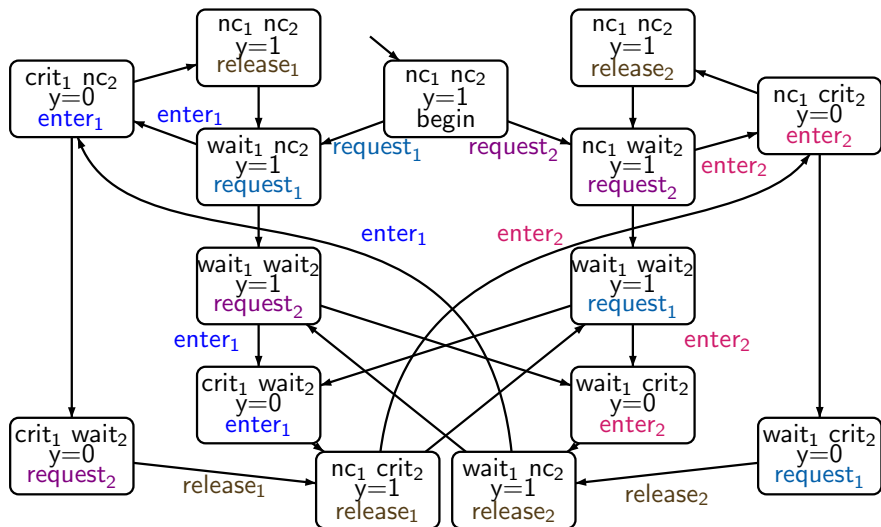 nc₁ nc₂
y=1
release₁
nc₁ nc₂
y=1
begin
nc₁ nc₂
y=1
release₂
crit₁ nc₂
y=0
enter₁
nc₁ crit₂
y=0
enter₂
enter₁
request₁
request₂
enter₂
wait₁ nc₂
y=1
request₁
nc₁ wait₂
y=1
request₂
enter₁
enter₂
wait₁ wait₂
y=1
request₂
wait₁ wait₂
y=1
request₁
enter₁
enter₂
crit₁ wait₂
y=0
enter₁
wait₁ crit₂
y=0
enter₂
crit₁ wait₂
y=0
request₂
wait₁ crit₂
y=0
request₁
release₁
nc₁ crit₂
y=1
release₁
wait₁ nc₂
y=1
release₂
release₂